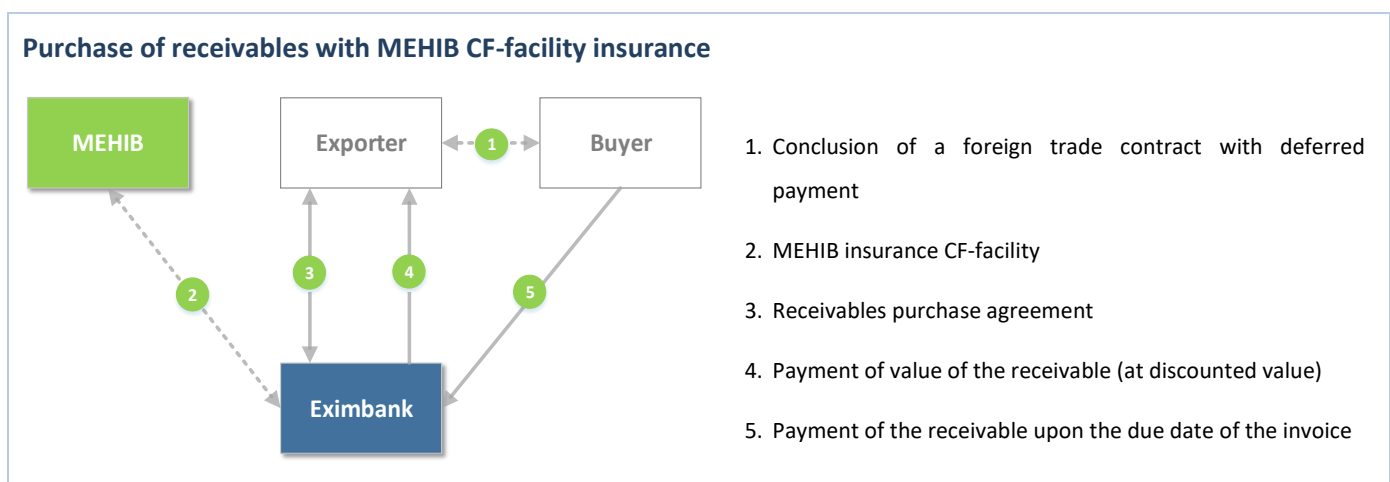 Purchase of receivables with MEHIB CF-facility insurance
MEHIB
Exporter
1
Buyer
2
3
4
5
Eximbank
1. Conclusion of a foreign trade contract with deferred
payment
2. MEHIB insurance CF-facility
3. Receivables purchase agreement
4. Payment of value of the receivable (at discounted value)
5. Payment of the receivable upon the due date of the invoice